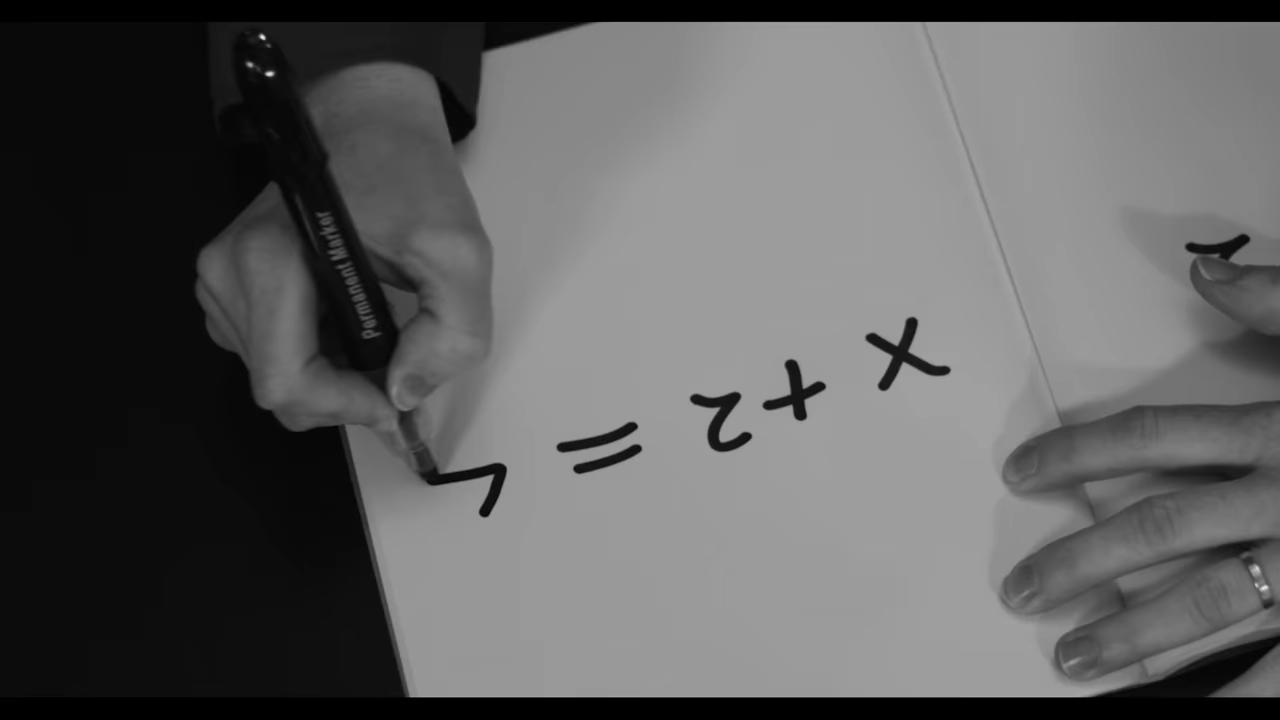 Permanent Marker
x + 2 =